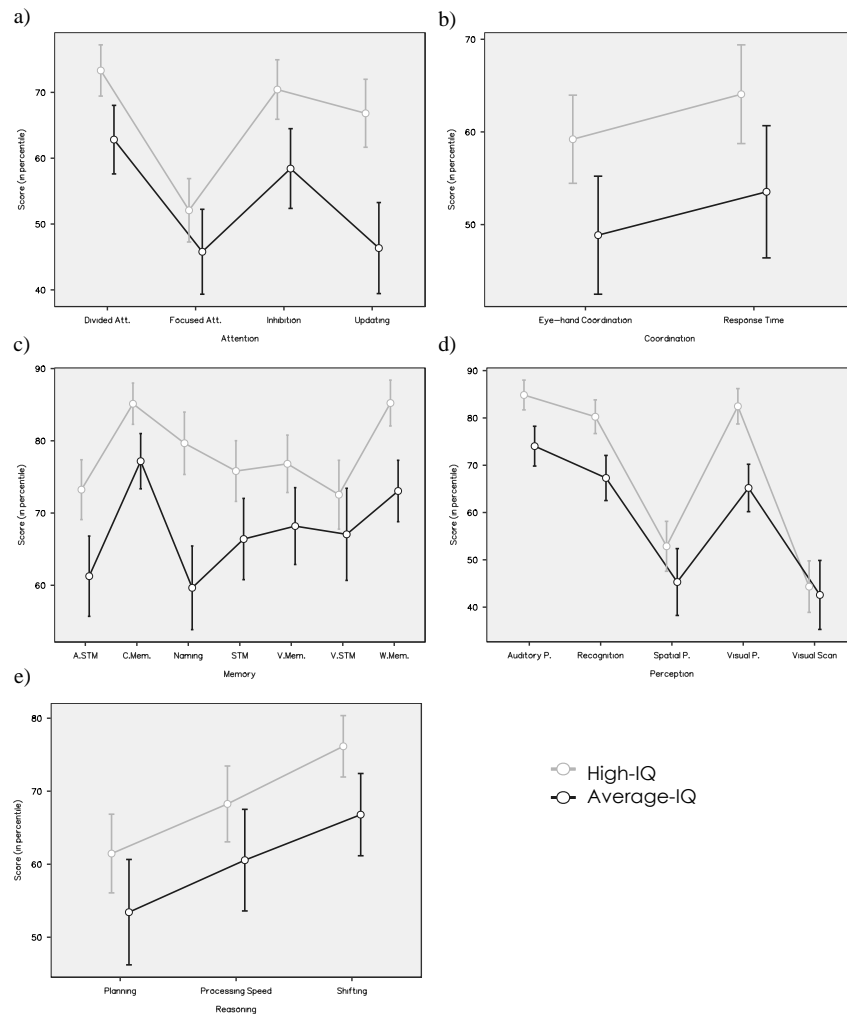 a)
Score (in percentile)
70
60
50
40
Divided Att. Focused Att. Inhibition Updating
Attention
b)
Score (in percentile)
70
60
50
Eye-hand Coordination Response Time
Coordination
c)
Score (in percentile)
90
80
70
60
A.STM C.Mem. Naming STM V.Mem. V.STM W.Mem.
Memory
d)
Score (in percentile)
90
80
70
60
50
40
Auditory P. Recognition Spatial P. Visual P. Visual Scan
Perception
e)
Score (in percentile)
80
70
60
50
Planning Processing Speed Shifting
Reasoning
High-IQ
Average-IQ